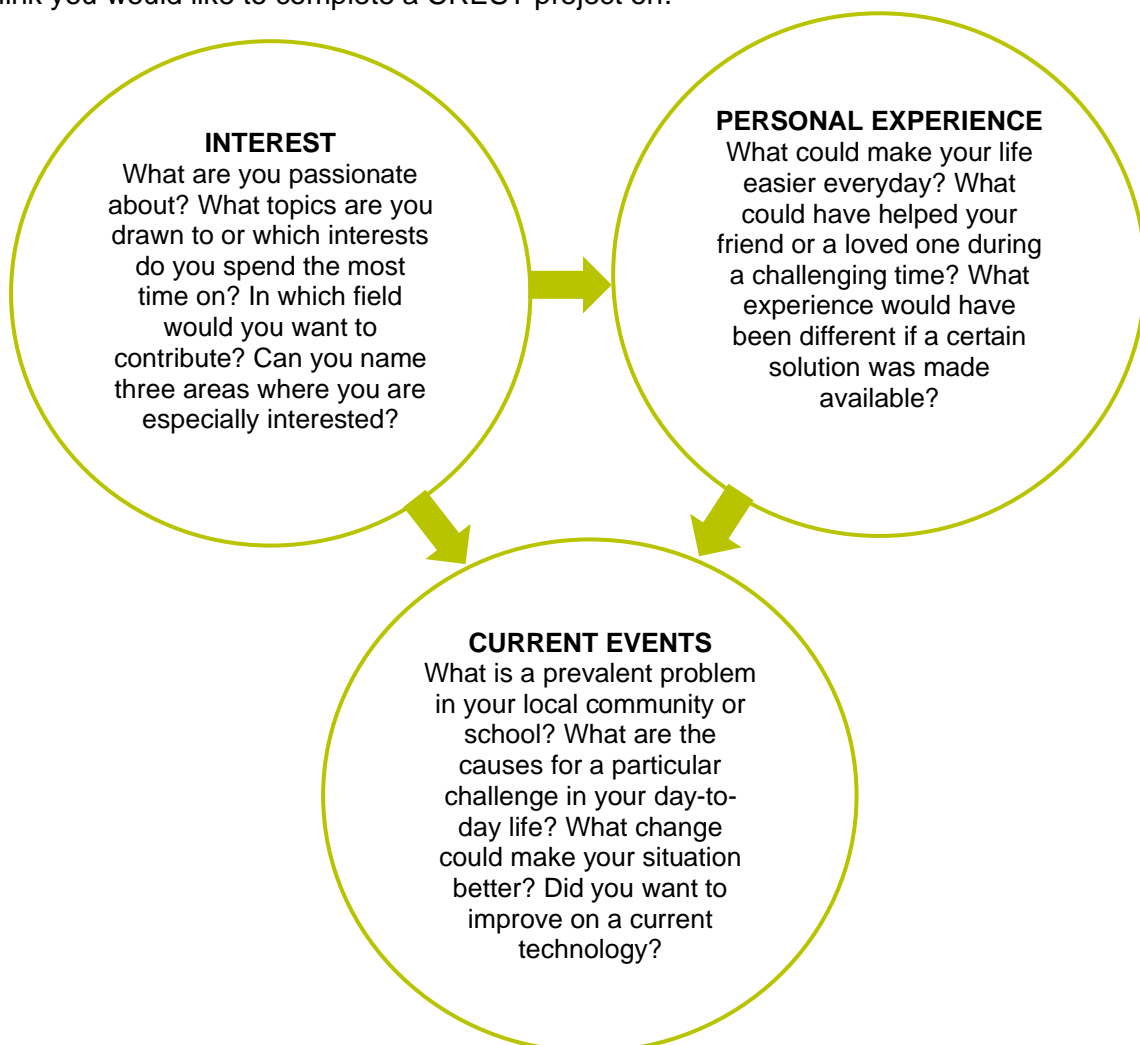 think you would like to complete a CREST project on.
INTEREST
What are you passionate
about? What topics are you
drawn to or which interests
do you spend the most
time on? In which field
would you want to
contribute? Can you name
three areas where you are
especially interested?
PERSONAL EXPERIENCE
What could make your life
easier everyday? What
could have helped your
friend or a loved one during
a challenging time? What
experience would have
been different if a certain
solution was made
available?
CURRENT EVENTS
What is a prevalent problem
in your local community or
school? What are the
causes for a particular
challenge in your day-to-
day life? What change
could make your situation
better? Did you want to
improve on a current
technology?